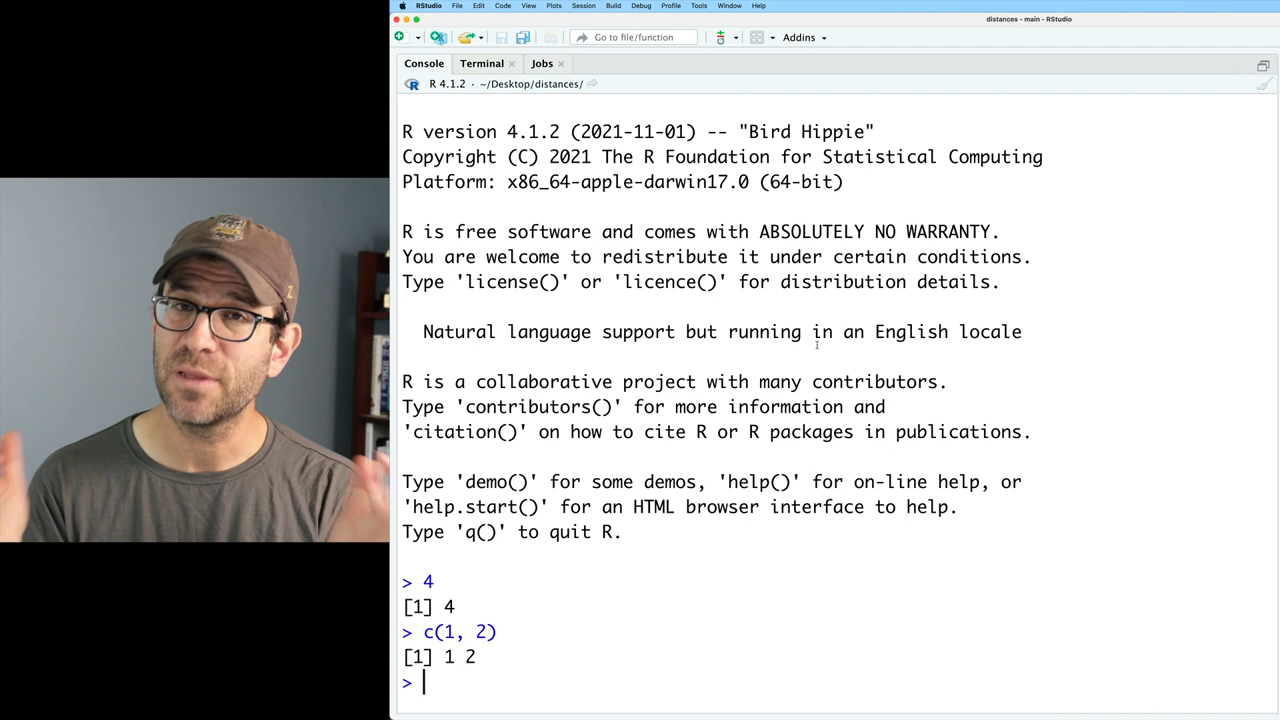 RStudio File Edit Code View Plots Session Build Debug Profile Tools Window Help
distances - main - RStudio
Go to file/function Addins
Console Terminal Jobs
R 4.1.2 · ~/Desktop/distances/
R version 4.1.2 (2021-11-01) -- "Bird Hippie"
Copyright (C) 2021 The R Foundation for Statistical Computing
Platform: x86_64-apple-darwin17.0 (64-bit)
R is free software and comes with ABSOLUTELY NO WARRANTY.
You are welcome to redistribute it under certain conditions.
Type 'license()' or 'licence()' for distribution details.
Natural language support but running in an English locale
R is a collaborative project with many contributors.
Type 'contributors()' for more information and
'citation()' on how to cite R or R packages in publications.
Type 'demo()' for some demos, 'help()' for on-line help, or
'help.start()' for an HTML browser interface to help.
Type 'q()' to quit R.
> 4
[1] 4
> c(1, 2)
[1] 1 2
>